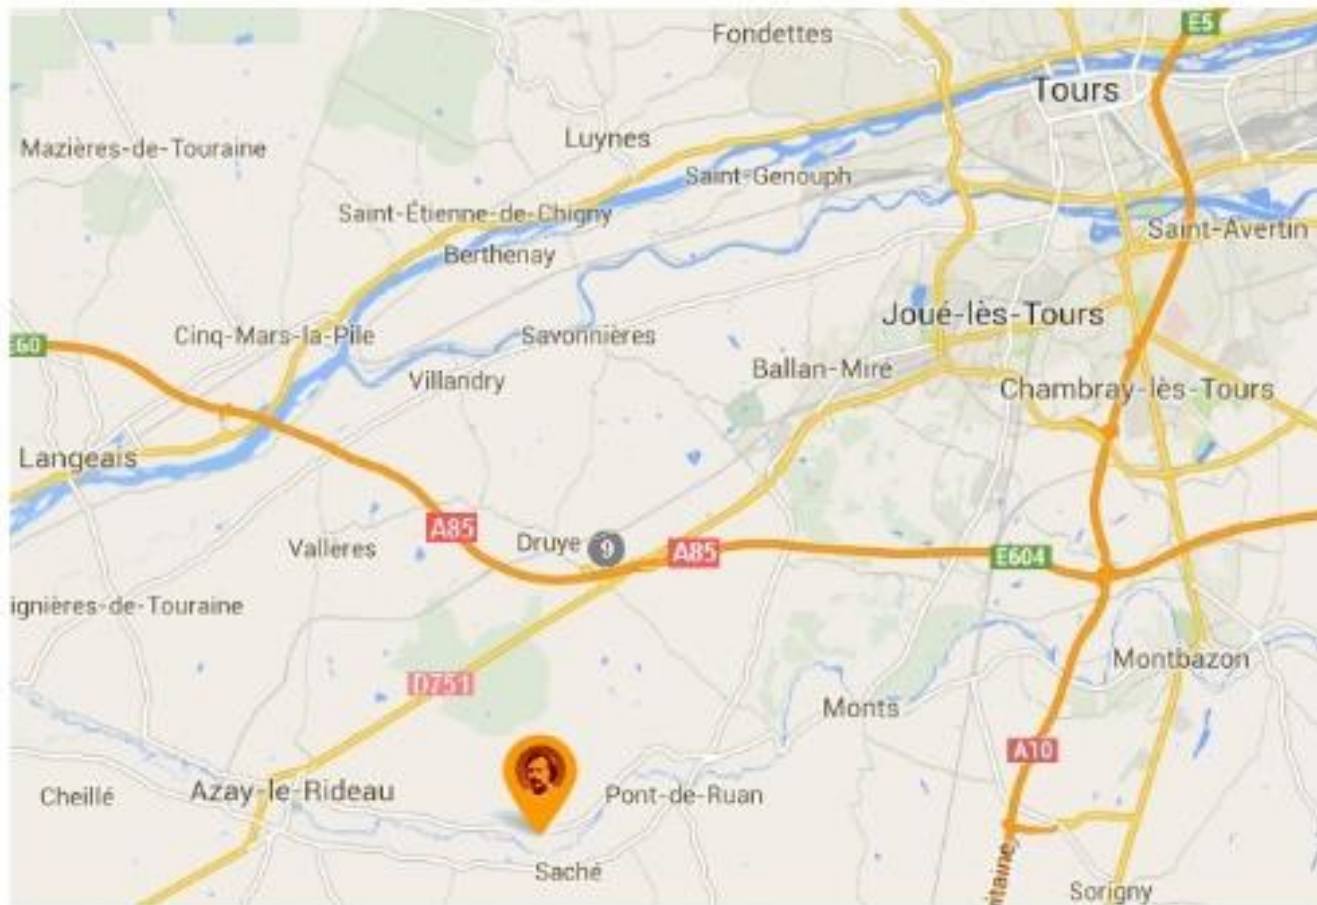 E5
Fondettes
Tours
Luynes
Mazières-de-Touraine
Saint-Genouph
Saint-Étienne-de-Chigny
Saint-Avertin
Berthenay
Joué-lès-Tours
Cinq-Mars-la-Pile
Savonnières
E60
Ballan-Miré
Villandry
Chambray-lès-Tours
Langeais
A85
Druye
9
A85
E604
Vallères
ignières-de-Touraine
Montbazon
D751
Monts
A10
Azay-le-Rideau
Pont-de-Ruan
Cheillé
Saché
itaine
Sorigny